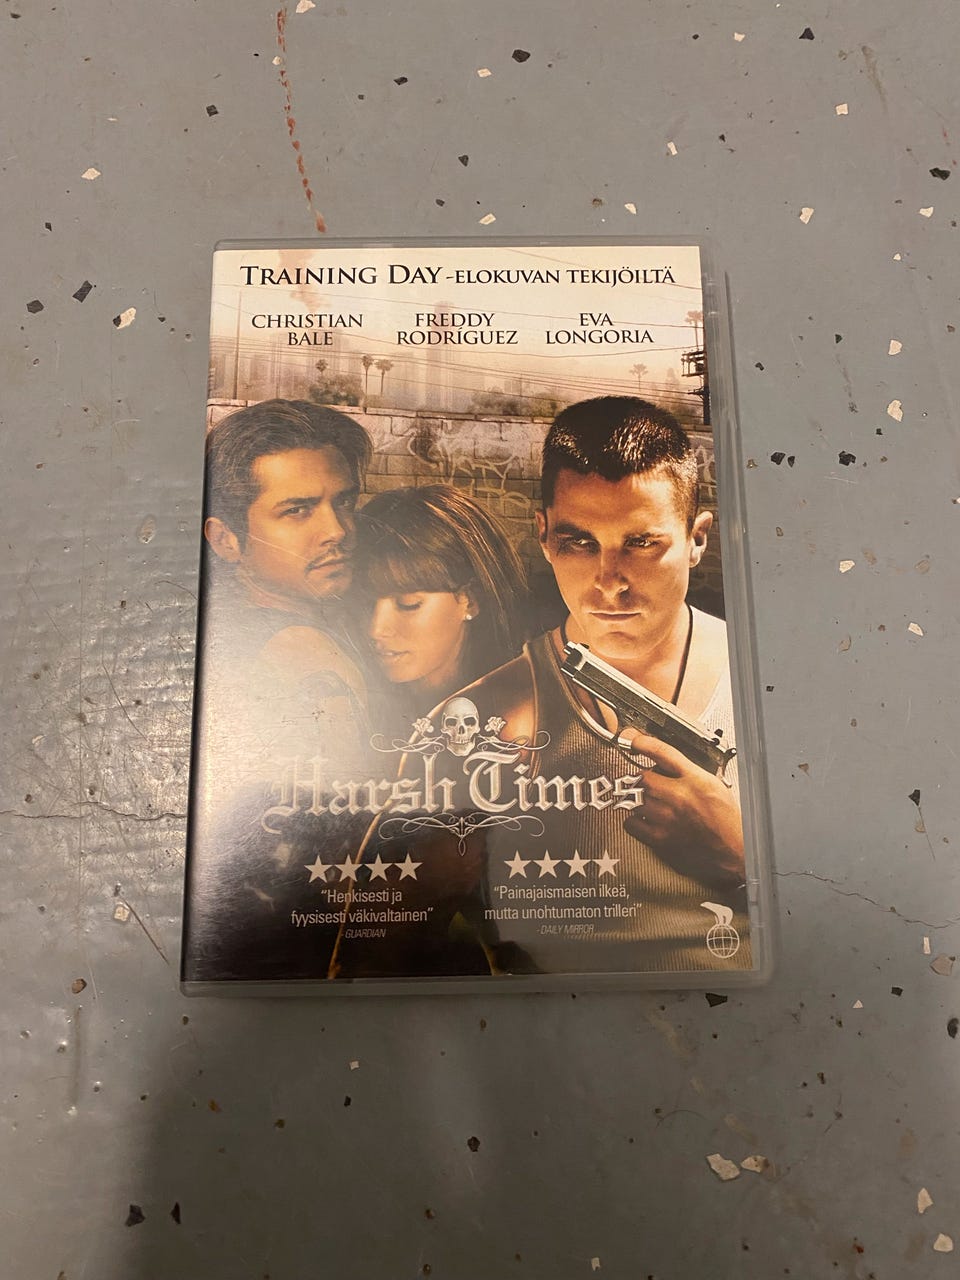 TRAINING DAY -ELOKUVAN TEKIJÖILTÄ
CHRISTIAN BALE
FREDDY RODRÍGUEZ
EVA LONGORIA
Harsh Times
★★★★
"Henkisesti ja
fyysisesti väkivaltainen"
- GUARDIAN
★★★★
"Painajaismaisen ilkeä,
mutta unohtumaton trilleri"
- DAILY MIRROR